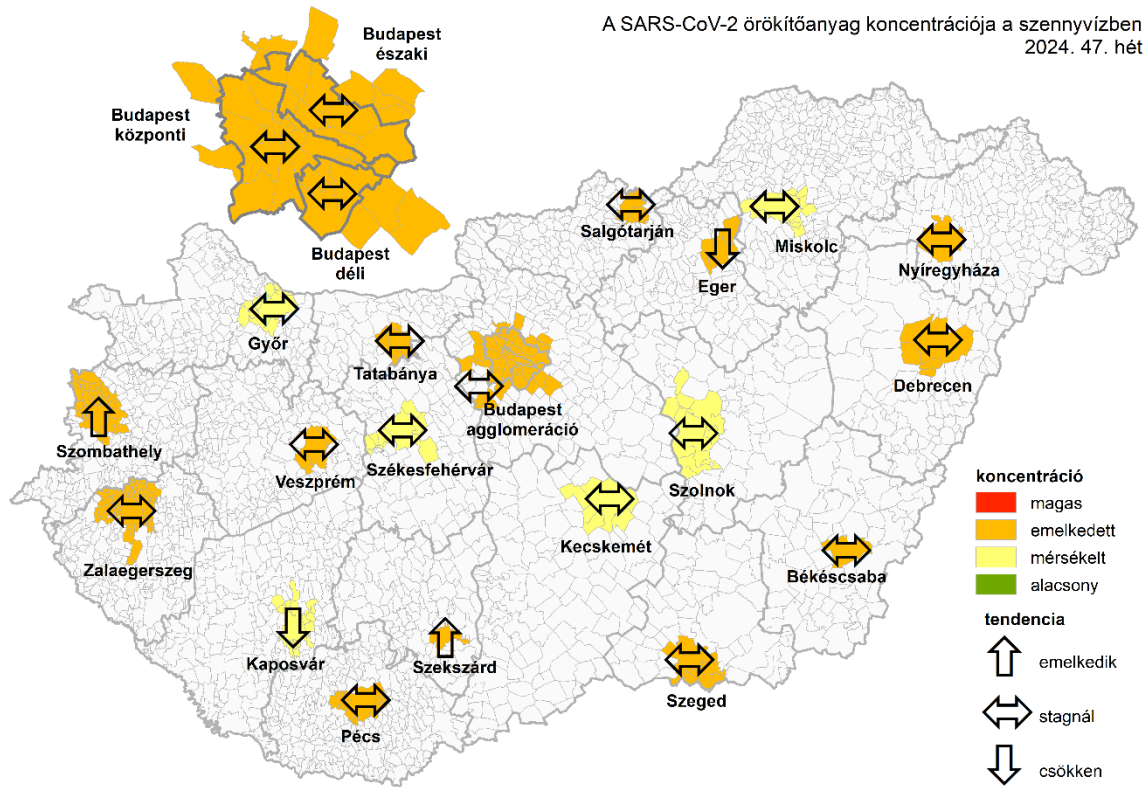 A SARS-CoV-2 örökítőanyag koncentrációja a szennyvízben
2024. 47. hét
Budapest
északi
Budapest
központi
Budapest
déli
Salgótarján
Miskolc
Eger
Nyíregyháza
Győr
Tatabánya
Debrecen
Budapest
agglomeráció
Szombathely
Veszprém
Székesfehérvár
Szolnok
Kecskemét
Zalaegerszeg
Békéscsaba
Kaposvár
Szekszárd
Szeged
Pécs
koncentráció
magas
emelkedett
mérsékelt
alacsony
tendencia
emelkedik
stagnál
csökken